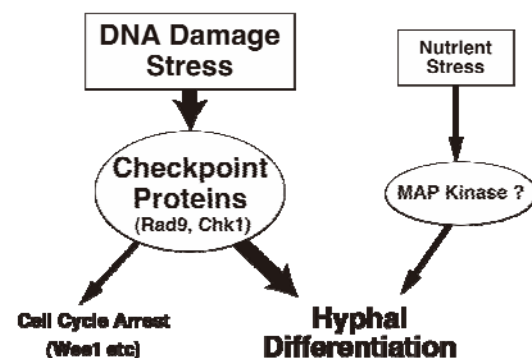 DNA Damage
Stress
Nutrient
Stress
Checkpoint
Proteins
(Rad9, Chk1)
MAP Kinase ?
Cell Cycle Arrest
(Wee1 etc)
Hyphal
Differentiation